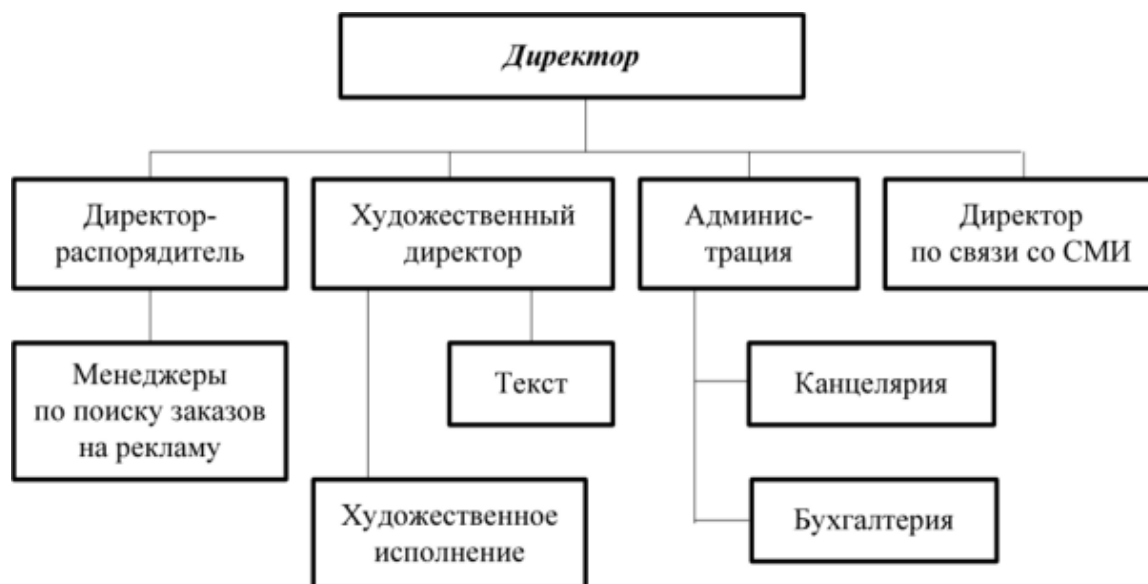 Директор
Директор-
распорядитель
Художественный
директор
Админис-
трация
Директор
по связи со СМИ
Менеджеры
по поиску заказов
на рекламу
Текст
Канцелярия
Художественное
исполнение
Бухгалтерия